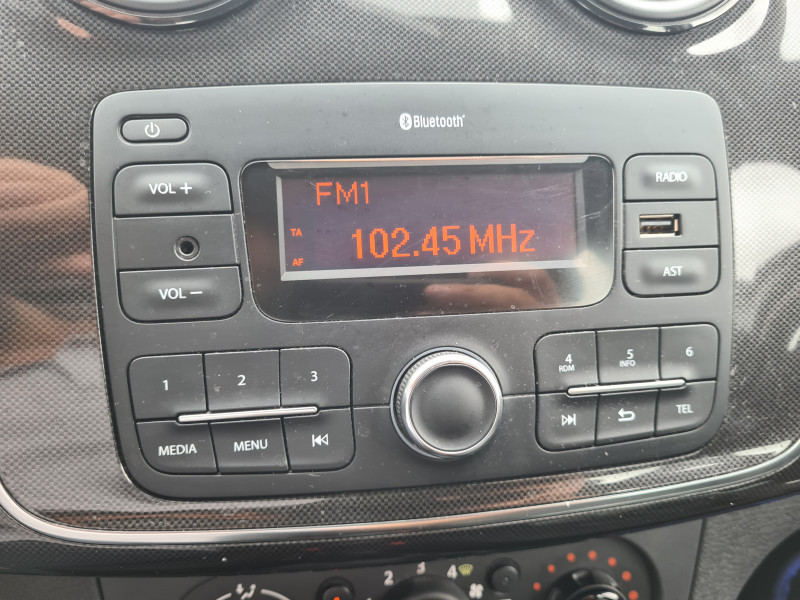 Bluetooth
VOL +
RADIO
FM1
TA
102.45 MHz
AF
VOL −
AST
1
2
3
4
RDM
5
INFO
6
MEDIA
MENU
TEL
2
3
4